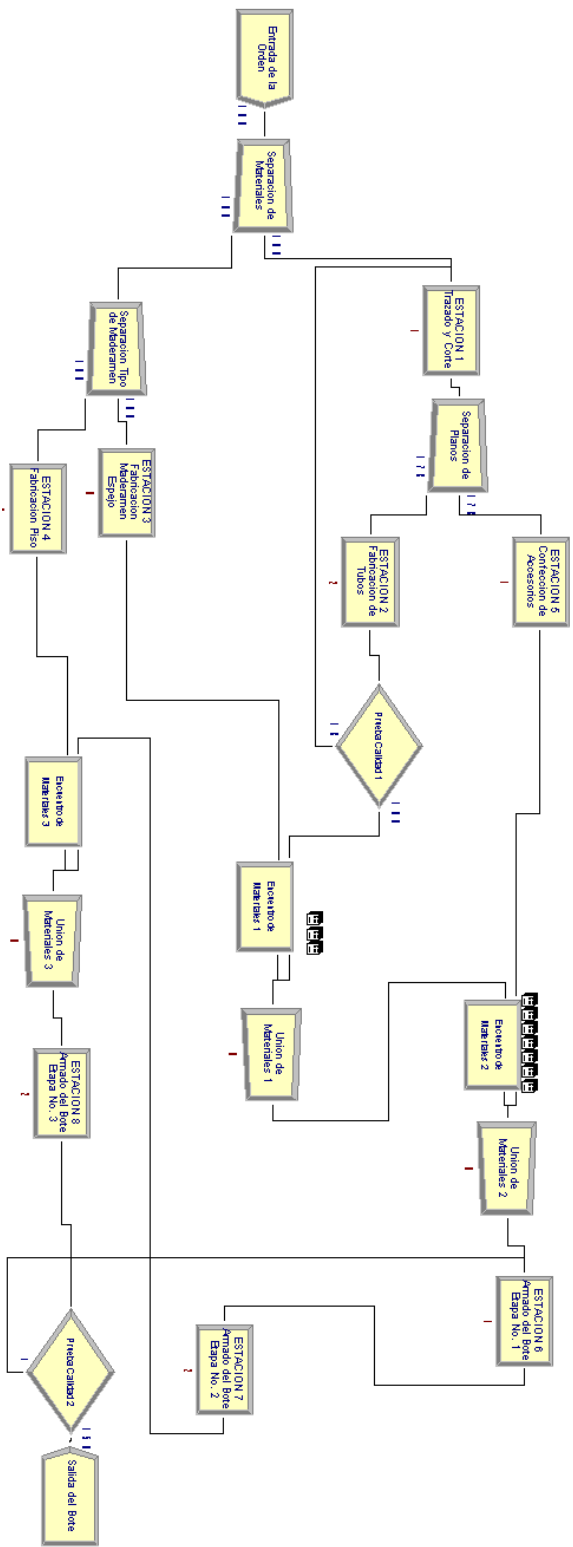 Entrada de la
Orden
Separacion de
Materiales
ESTACION 1
Trazado y Corte
Separacion de
Planos
ESTACION 5
Confeccion de
Accesorios
ESTACION 2
Fabricacion de
Tubos
Prueba Calidad 1
Separacion Tipo
de Maderamen
ESTACION 3
Fabricacion
Maderamen
Espejo
ESTACION 4
Fabricacion Piso
Encuentro de
Materiales 1
Union de
Materiales 1
Encuentro de
Materiales 2
Union de
Materiales 2
ESTACION 6
Armado del Bote
Etapa No. 1
ESTACION 7
Armado del Bote
Etapa No. 2
Encuentro de
Materiales 3
Union de
Materiales 3
ESTACION 8
Armado del Bote
Etapa No. 3
Prueba Calidad 2
Salida del Bote